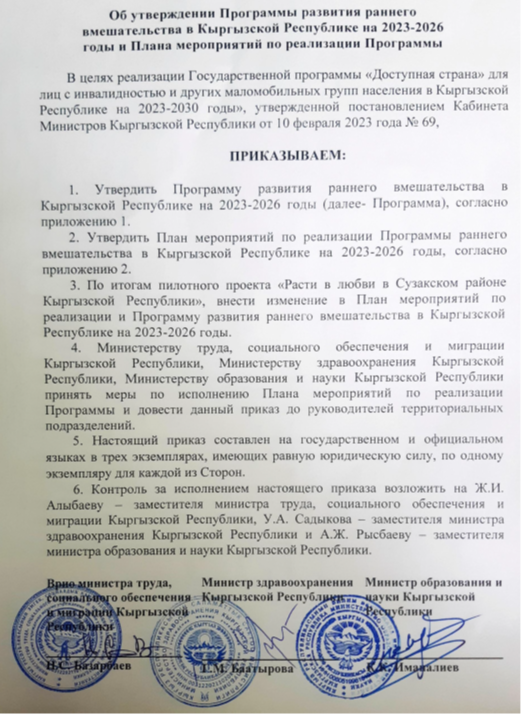 Об утверждении Программы развития раннего
вмешательства в Кыргызской Республике на 2023-2026
годы и Плана мероприятий по реализации Программы
В целях реализации Государственной программы «Доступная страна» для
лиц с инвалидностью и других маломобильных групп населения в Кыргызской
Республике на 2023-2030 годы», утвержденной постановлением Кабинета
Министров Кыргызской Республики от 10 февраля 2023 года № 69,
ПРИКАЗЫВАЕМ:
1. Утвердить Программу развития раннего вмешательства в
Кыргызской Республике на 2023-2026 годы (далее- Программа), согласно
приложению 1.
2. Утвердить План мероприятий по реализации Программы раннего
вмешательства в Кыргызской Республике на 2023-2026 годы, согласно
приложению 2.
3. По итогам пилотного проекта «Расти в любви в Сузакском районе
Кыргызской Республики», внести изменение в План мероприятий по
реализации и Программу развития раннего вмешательства в Кыргызской
Республике на 2023-2026 годы.
4. Министерству труда, социального обеспечения и миграции
Кыргызской Республики, Министерству здравоохранения Кыргызской
Республики, Министерству образования и науки Кыргызской Республики
принять меры по исполнению Плана мероприятий по реализации
Программы и довести данный приказ до руководителей территориальных
подразделений.
5. Настоящий приказ составлен на государственном и официальном
языках в трех экземплярах, имеющих равную юридическую силу, по одному
экземпляру для каждой из Сторон.
6. Контроль за исполнением настоящего приказа возложить на Ж.И.
Алыбаеву – заместителя министра труда, социального обеспечения и
миграции Кыргызской Республики, У.А. Садыкова – заместителя министра
здравоохранения Кыргызской Республики и А.Ж. Рысбаеву – заместителя
министра образования и науки Кыргызской Республики.
Врио министра труда,
социального обеспечения
и миграции Кыргызской
Республики
Министр здравоохранения
Кыргызской Республики
Министр образования и
науки Кыргызской
Республики
Н.С. Базарбаев
Г.М. Баатырова
К.К. Иманалиев